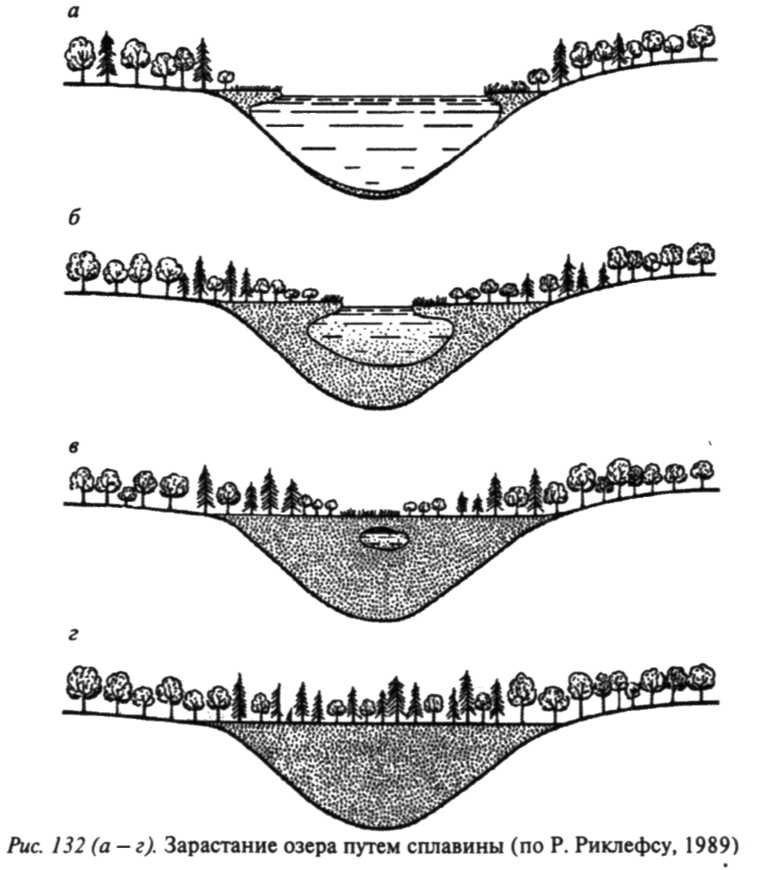 а
б
в
г
Рис. 132 (а – г). Зарастание озера путем сплавины (по Р. Риклефсу, 1989)